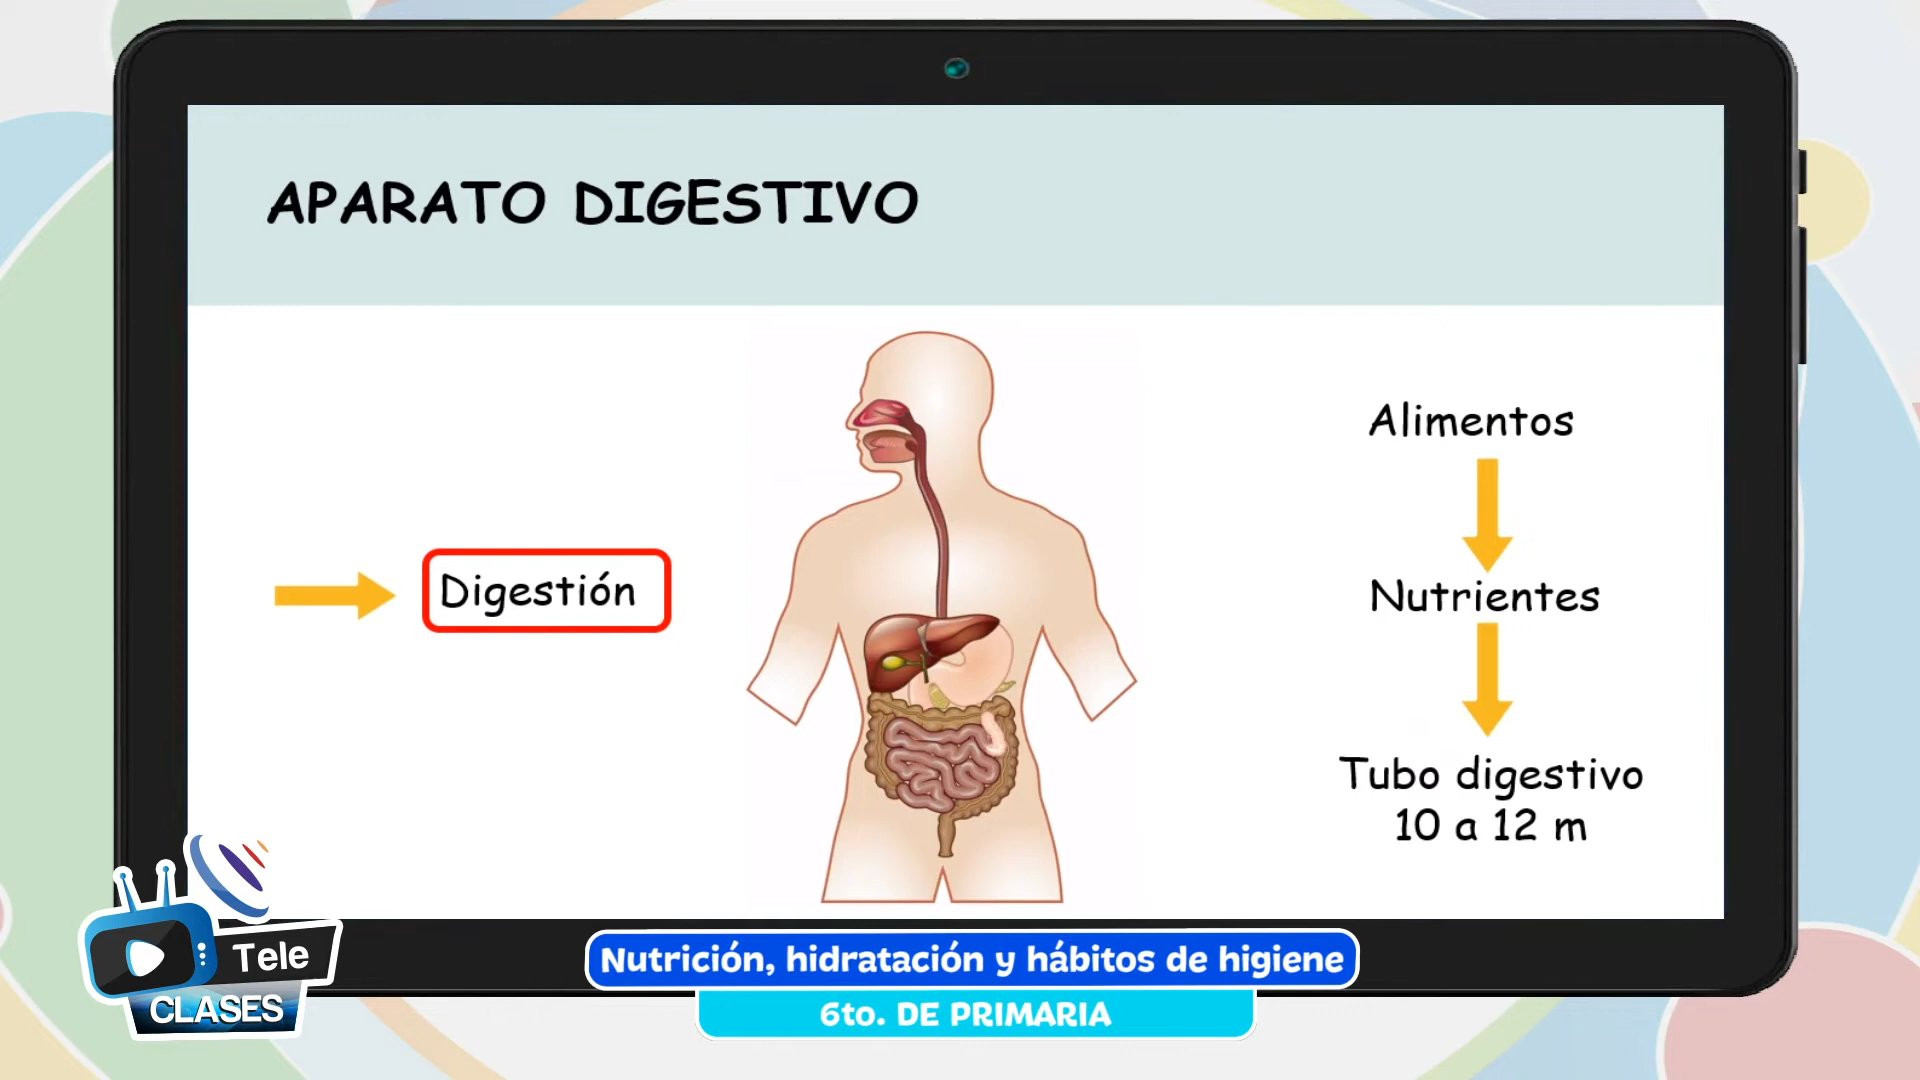 APARATO DIGESTIVO
Digestión
Alimentos
Nutrientes
Tubo digestivo
10 a 12 m
Tele
CLASES
Nutrición, hidratación y hábitos de higiene
6to. DE PRIMARIA